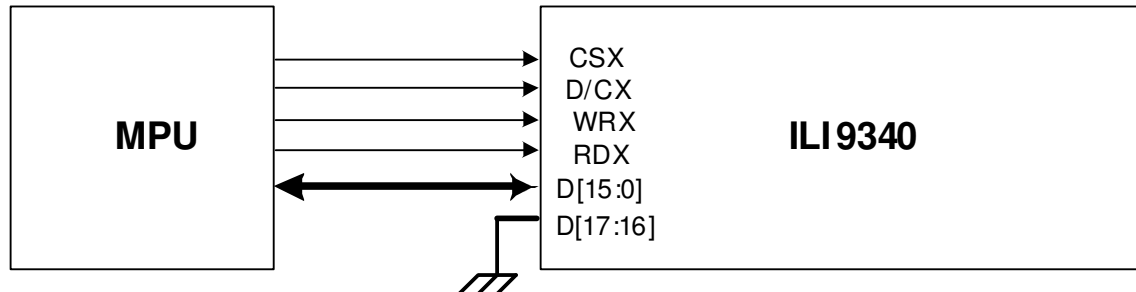 MPU
CSX
D/CX
WRX
RDX
D[15:0]
D[17:16]
ILI9340